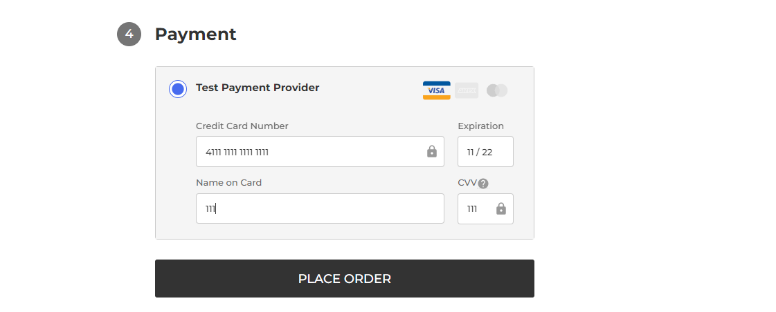 4 Payment
Test Payment Provider VISA
Credit Card Number Expiration
4111 1111 1111 1111 11 / 22
Name on Card CVV ?
111 111
PLACE ORDER